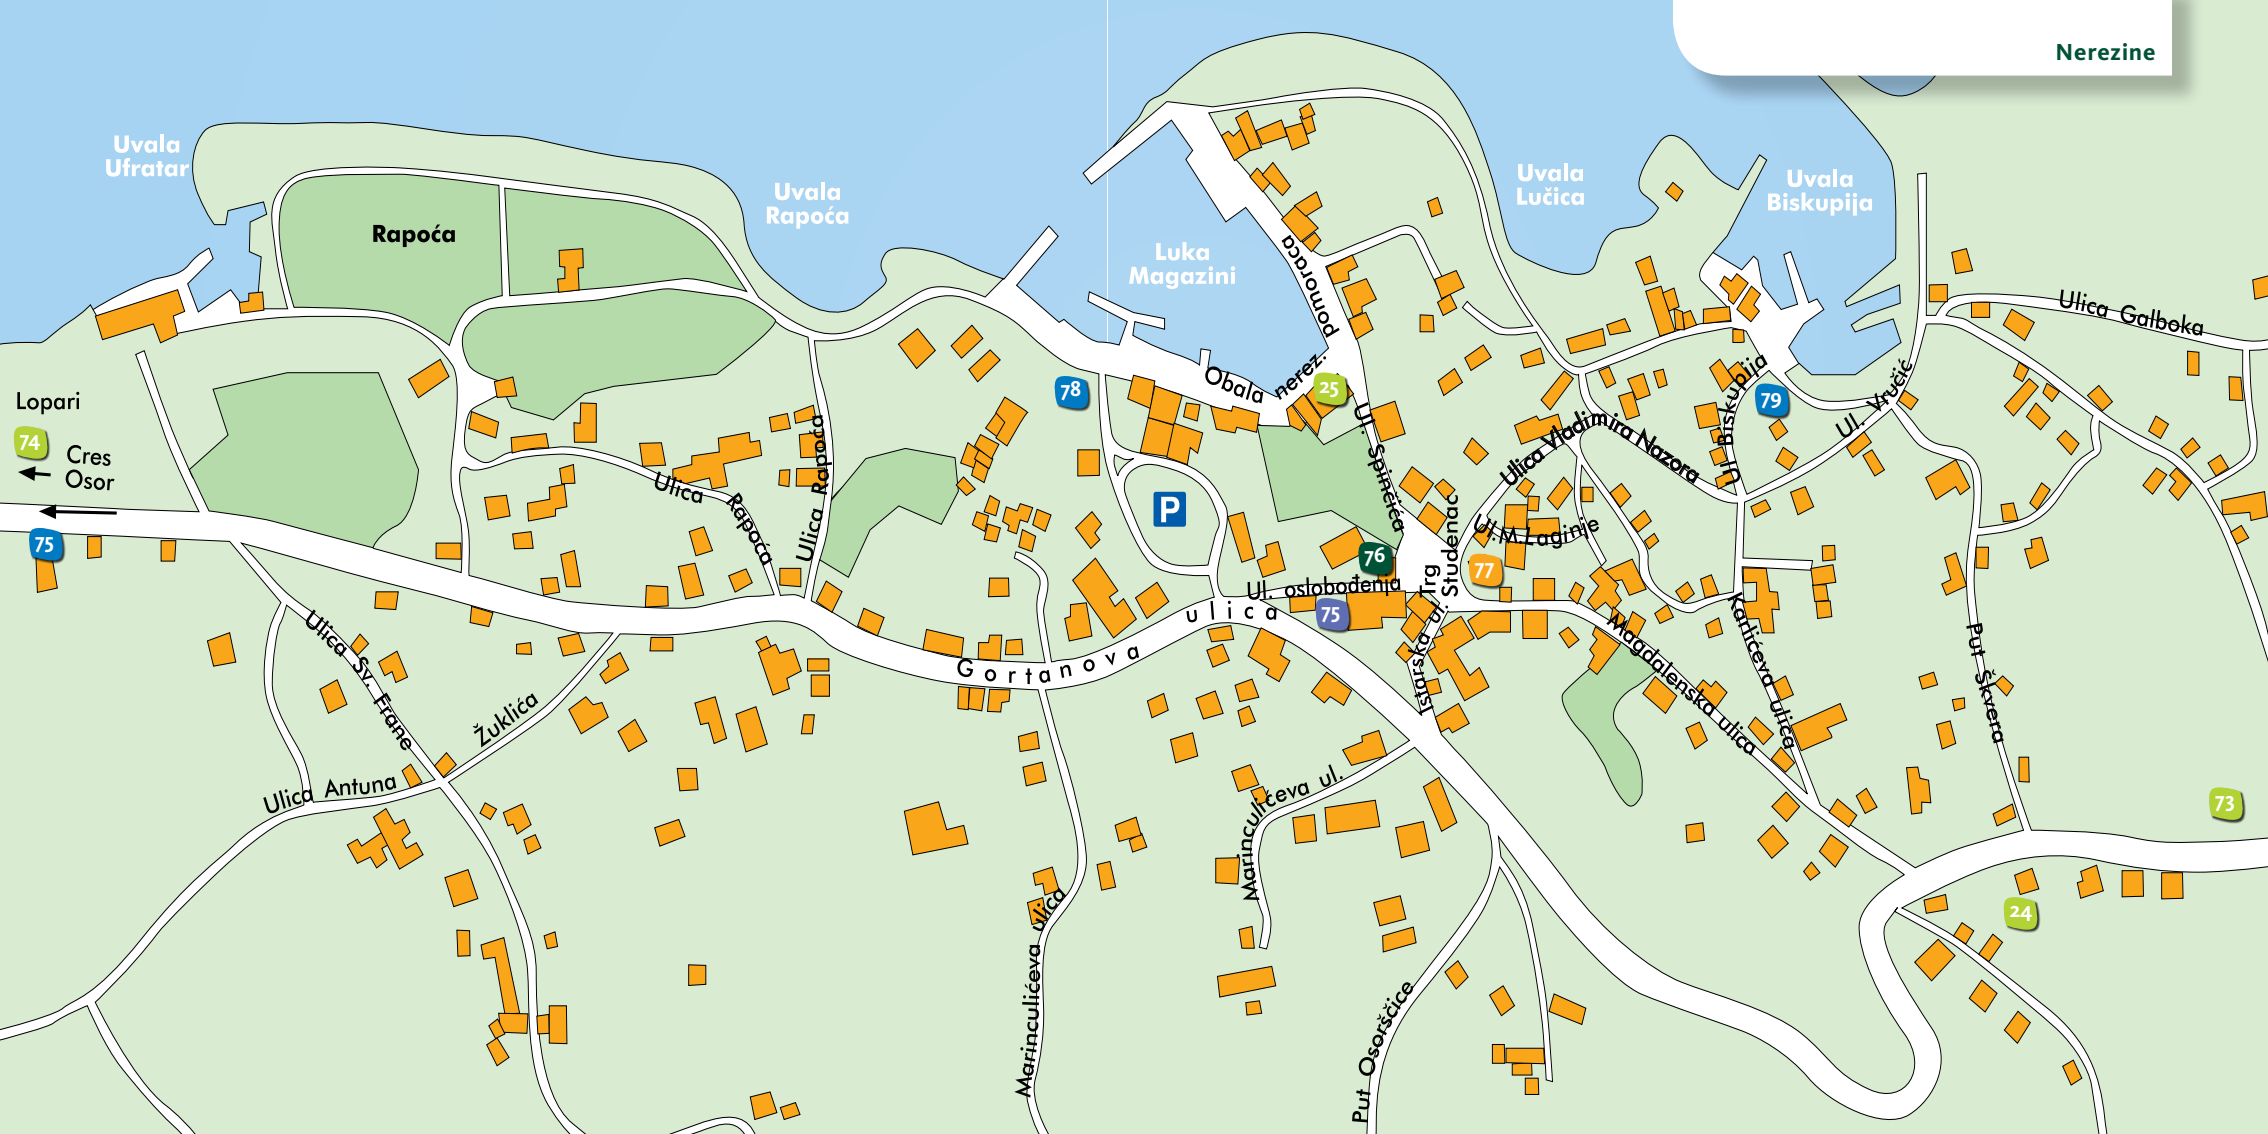 Nerezine
Uvala
Ufratar
Uvala
Rapoća
Uvala
Lučica
Uvala
Biskupija
Rapoća
Luka
Magazini
pomoraca
Ulica Galboka
Obala nerez.
25
78
79
Lopari
74
Cres
Osor
75
Ulica Rapoća
Ulica Rapoća
P
Ul. Spinčića
Ulica Vladimira Nazora
Ul. Biskupija
Ul. Vručić
Ul.M.Laginje
Trg
Studenac
76
77
Ul. oslobođenja
75
Gortanova ulica
Istarska ul.
Magdalenska ulica
Karlićeva ulica
Put Škvera
Ulica Sv. Frane
Žuklića
Ulica Antuna
Marinculićeva ul.
Marinculićeva ulica
Put Osorščice
73
24